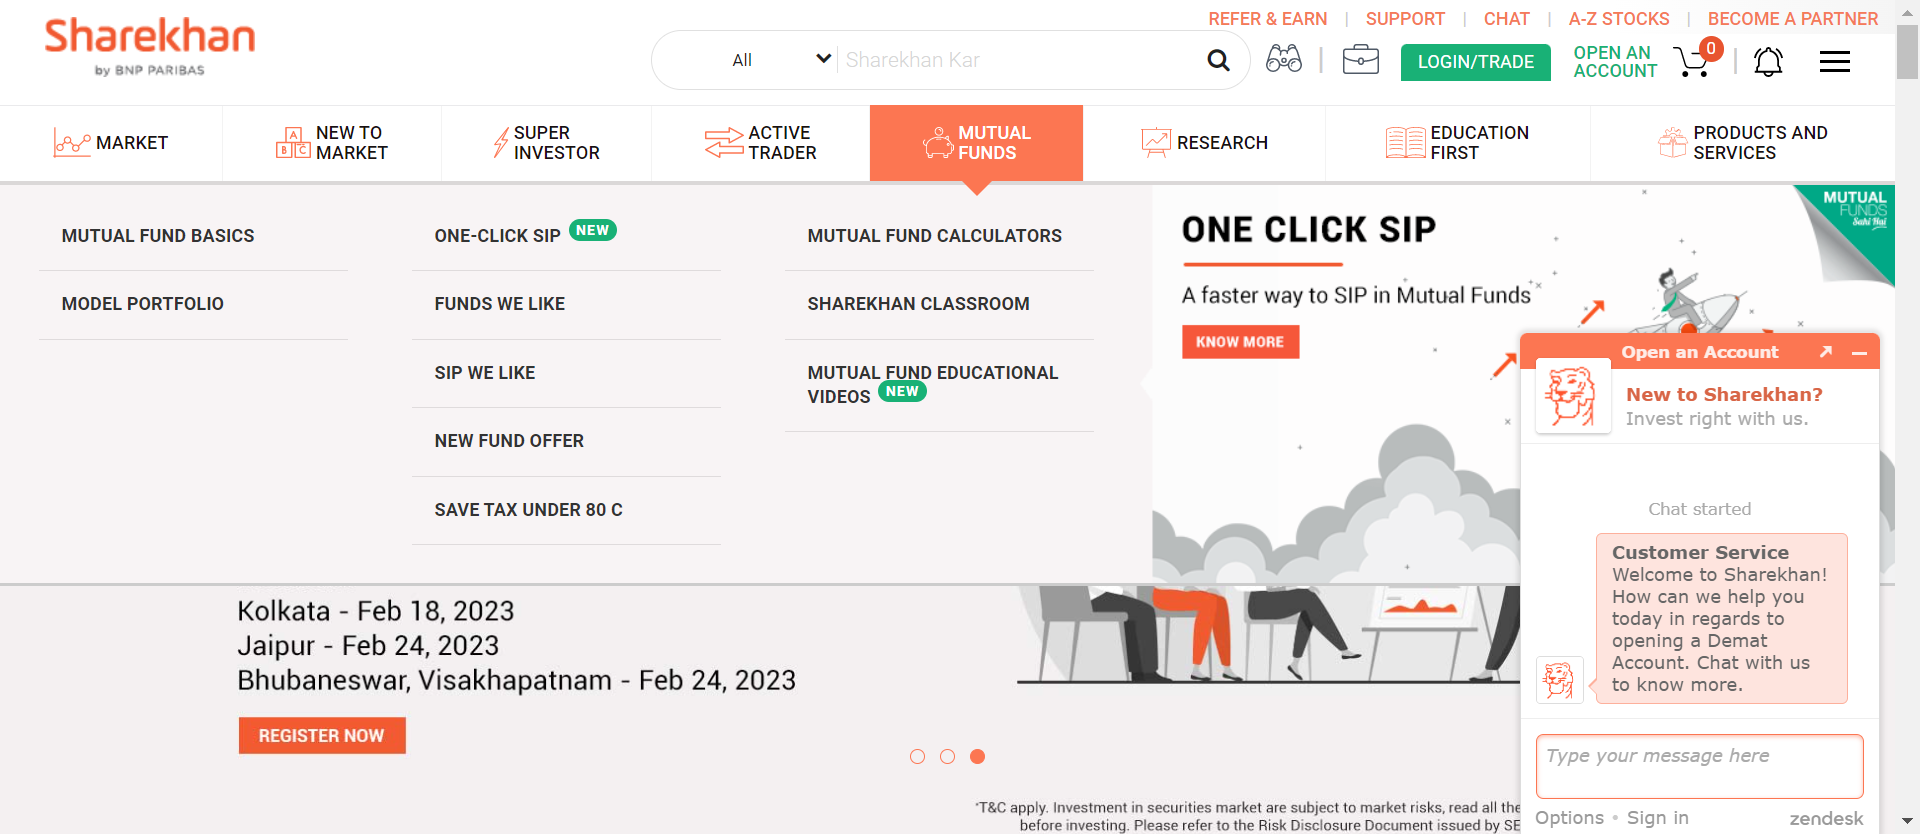 REFER & EARN | SUPPORT | CHAT | A-Z STOCKS | BECOME A PARTNER
Sharekhan
by BNP PARIBAS
All
Sharekhan Kar
LOGIN/TRADE
OPEN AN
ACCOUNT
0
MARKET
NEW TO
MARKET
SUPER
INVESTOR
ACTIVE
TRADER
MUTUAL
FUNDS
RESEARCH
EDUCATION
FIRST
PRODUCTS AND
SERVICES
A
B C
MUTUAL FUND BASICS
MODEL PORTFOLIO
ONE-CLICK SIP NEW
FUNDS WE LIKE
SIP WE LIKE
NEW FUND OFFER
SAVE TAX UNDER 80 C
MUTUAL FUND CALCULATORS
SHAREKHAN CLASSROOM
MUTUAL FUND EDUCATIONAL
VIDEOS NEW
ONE CLICK SIP
A faster way to SIP in Mutual Funds
KNOW MORE
MUTUAL
FUNDS
Sahi Hai
Kolkata - Feb 18, 2023
Jaipur - Feb 24, 2023
Bhubaneswar, Visakhapatnam - Feb 24, 2023
REGISTER NOW
*T&C apply. Investment in securities market are subject to market risks, read all the
before investing. Please refer to the Risk Disclosure Document issued by SE
Open an Account
New to Sharekhan?
Invest right with us.
Chat started
Customer Service
Welcome to Sharekhan!
How can we help you
today in regards to
opening a Demat
Account. Chat with us
to know more.
Type your message here
Options • Sign in
zendesk